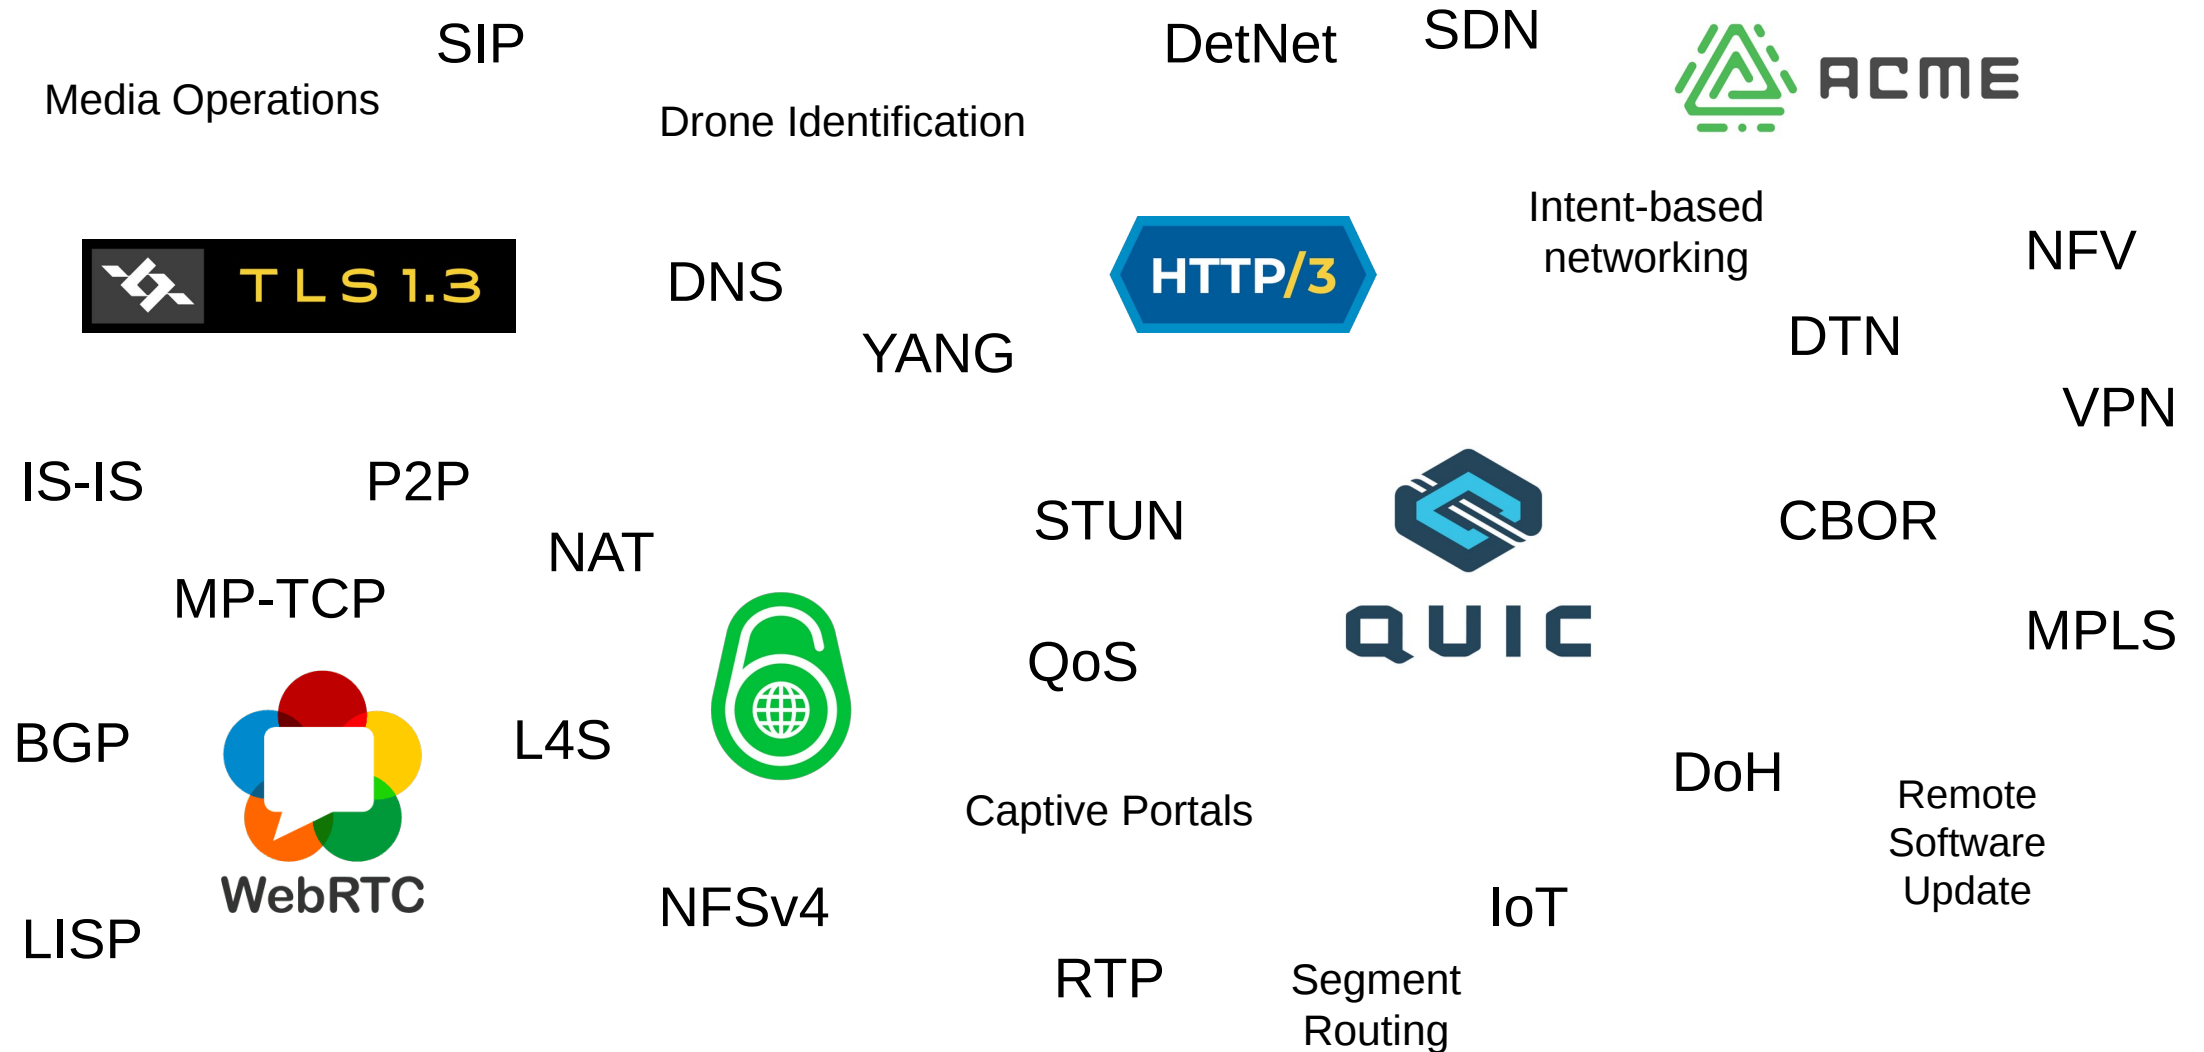 SIP
DetNet
SDN
ACME
Media Operations
Drone Identification
Intent-based
networking
NFV
TLS 1.3
DNS
HTTP/3
YANG
DTN
VPN
IS-IS
P2P
STUN
CBOR
NAT
MP-TCP
QUIC
MPLS
QoS
BGP
L4S
DoH
Captive Portals
Remote
Software
Update
WebRTC
NFSv4
IoT
LISP
RTP
Segment
Routing